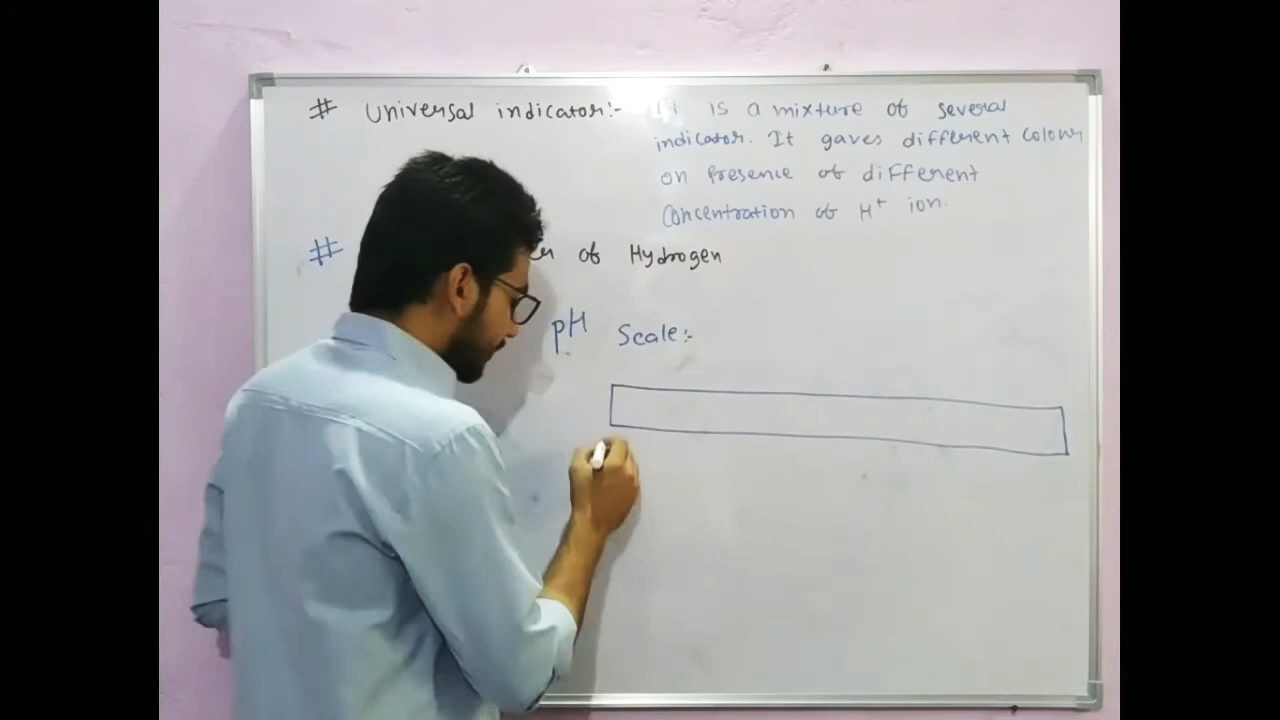 # Universal indicator:- It is a mixture of several
indicator. It gaves different colour
on Presence of different
Concentration of H⁺ ion.
# of Hydrogen
pH Scale:-